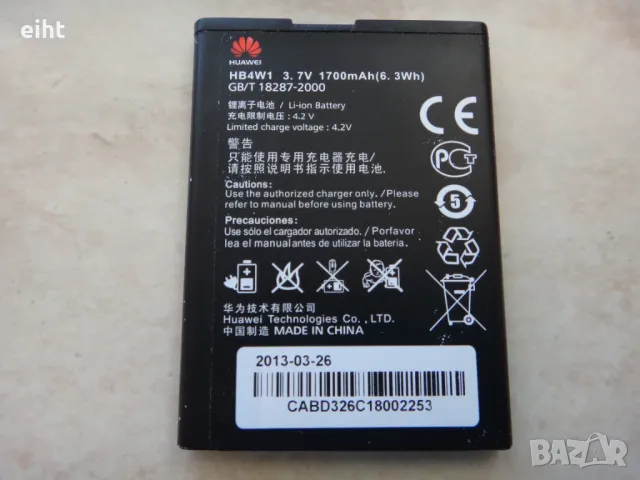 eiht
HUAWEI
HB4W1 3.7V 1700mAh(6.3Wh)
GB/T 18287-2000
锂离子电池 / Li-ion Battery
充电限制电压：4.2 V
Limited charge voltage: 4.2V
警告
只能使用专用充电器充电/
请按照说明书指示使用电池
Cautions:
Use the authorized charger only. /Please
refer to manual before using battery.
Precauciones:
Use sólo el cargador autorizado. /Porfavor
lea el manual antes de utilizar la bateria.
CE
PCT
5
华为技术有限公司
Huawei Technologies Co., LTD.
中国制造 MADE IN CHINA
2013-03-26
CABD326C18002253
BAZAR
bg